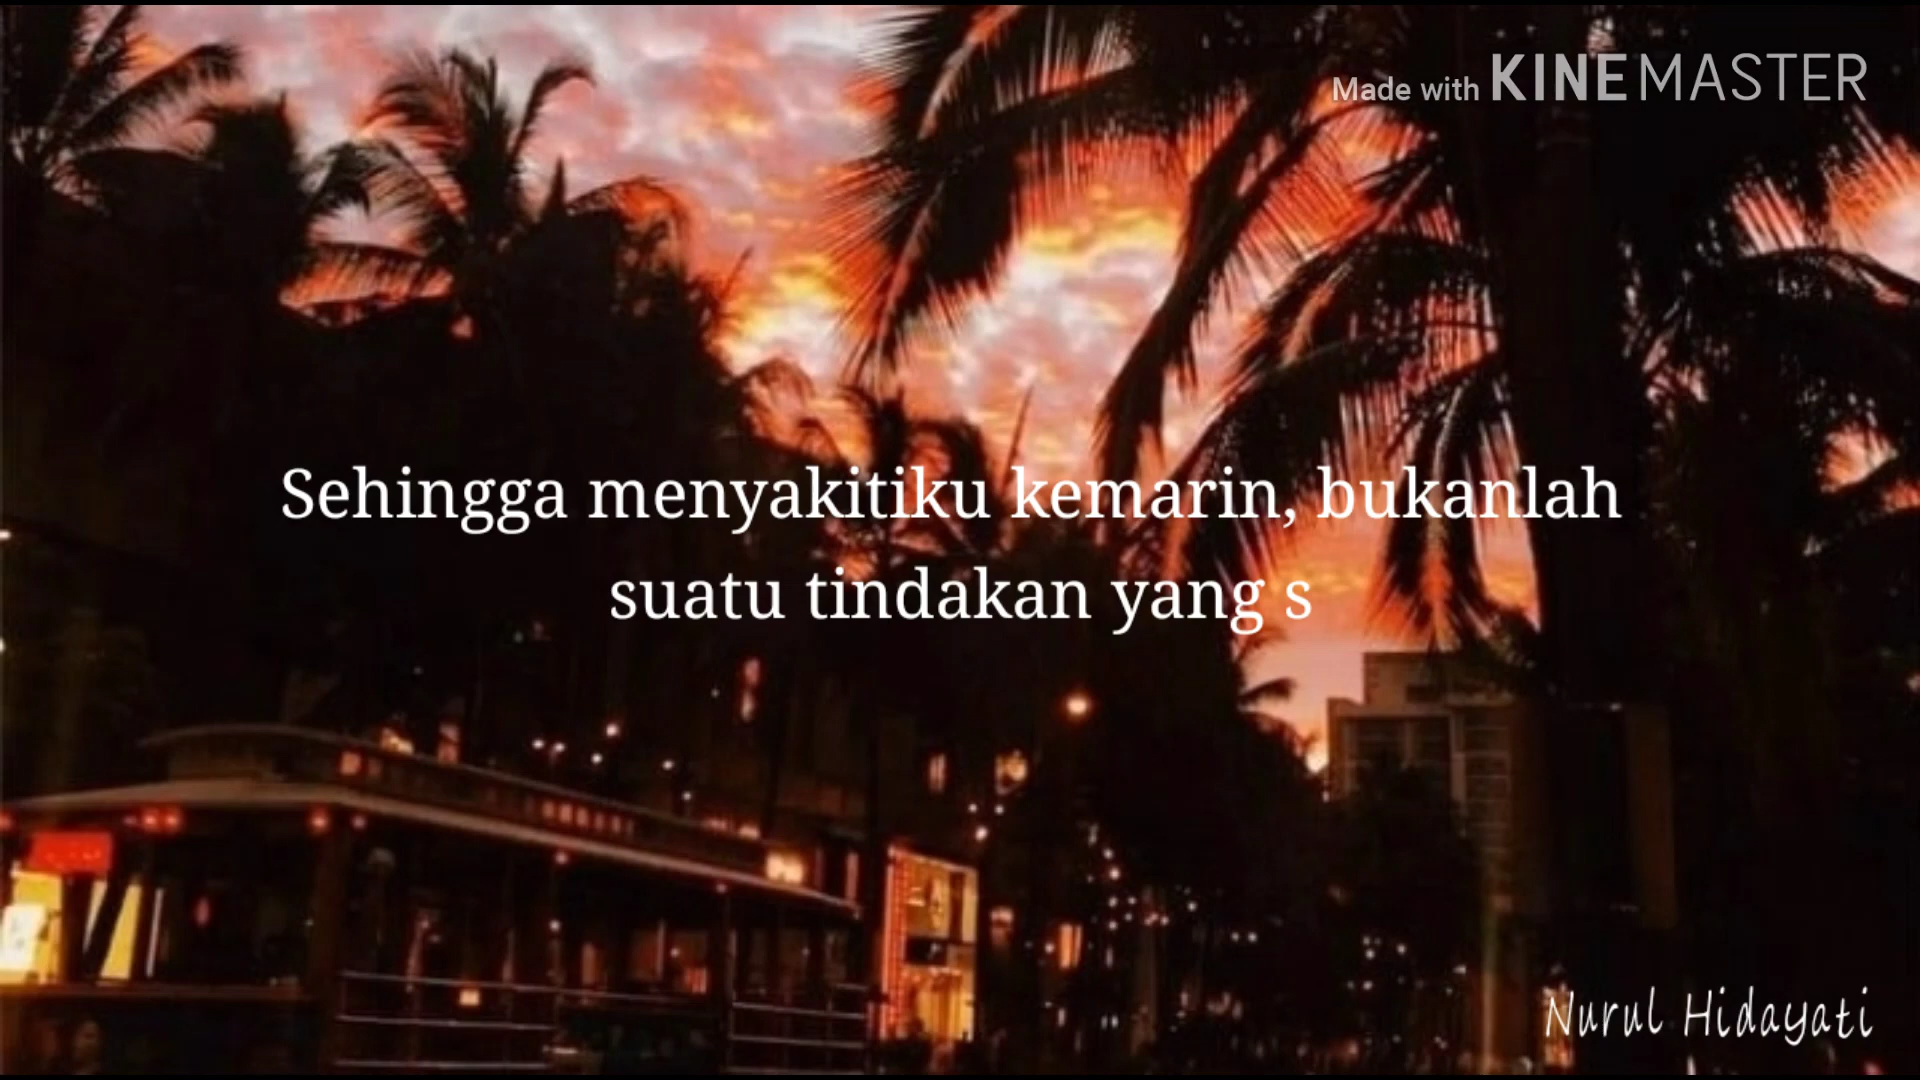 Made with KINEMASTER
Sehingga menyakitiku kemarin, bukanlah
suatu tindakan yang s
Nurul Hidayati